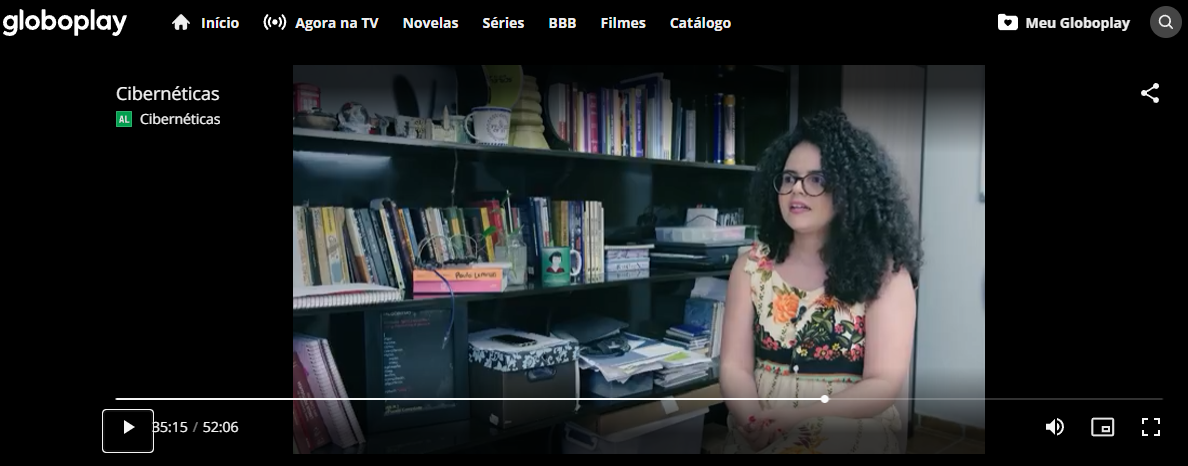 globoplay
Início
Agora na TV
Novelas
Séries
BBB
Filmes
Catálogo
Meu Globoplay
Cibernéticas
AL Cibernéticas
Paulo Leminski
35:15 / 52:06